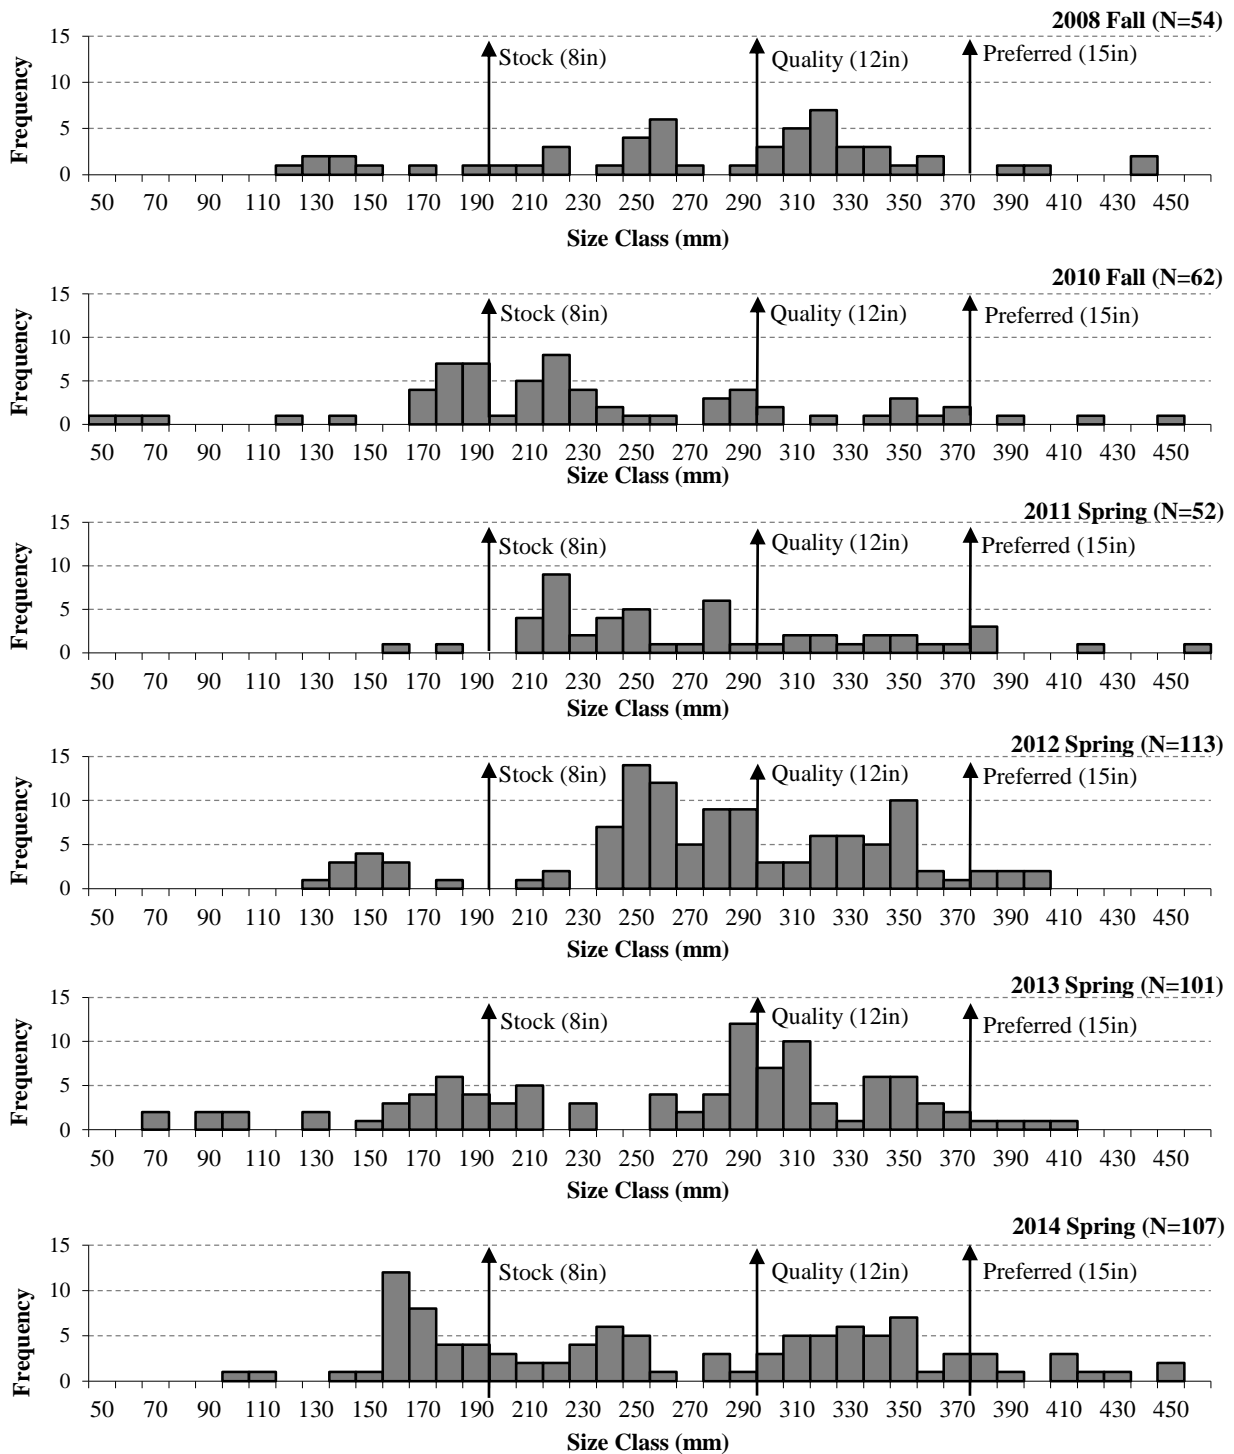 2008 Fall (N=54)
15
10
5
0
Frequency
Stock (8in)
Quality (12in)
Preferred (15in)
50 70 90 110 130 150 170 190 210 230 250 270 290 310 330 350 370 390 410 430 450
Size Class (mm)
2010 Fall (N=62)
15
10
5
0
Frequency
Stock (8in)
Quality (12in)
Preferred (15in)
50 70 90 110 130 150 170 190 210 230 250 270 290 310 330 350 370 390 410 430 450
Size Class (mm)
2011 Spring (N=52)
15
10
5
0
Frequency
Stock (8in)
Quality (12in)
Preferred (15in)
50 70 90 110 130 150 170 190 210 230 250 270 290 310 330 350 370 390 410 430 450
Size Class (mm)
2012 Spring (N=113)
15
10
5
0
Frequency
Stock (8in)
Quality (12in)
Preferred (15in)
50 70 90 110 130 150 170 190 210 230 250 270 290 310 330 350 370 390 410 430 450
Size Class (mm)
2013 Spring (N=101)
15
10
5
0
Frequency
Stock (8in)
Quality (12in)
Preferred (15in)
50 70 90 110 130 150 170 190 210 230 250 270 290 310 330 350 370 390 410 430 450
Size Class (mm)
2014 Spring (N=107)
15
10
5
0
Frequency
Stock (8in)
Quality (12in)
Preferred (15in)
50 70 90 110 130 150 170 190 210 230 250 270 290 310 330 350 370 390 410 430 450
Size Class (mm)